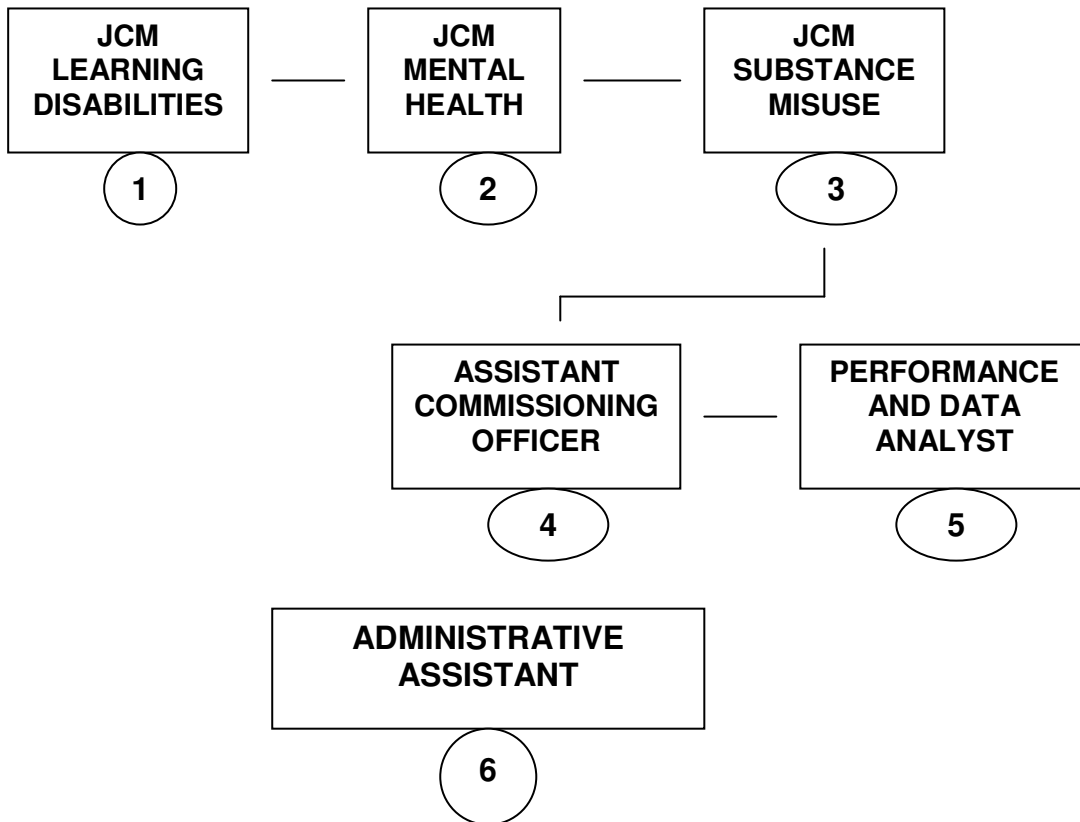 JCM
LEARNING
DISABILITIES
JCM
MENTAL
HEALTH
JCM
SUBSTANCE
MISUSE
1
2
3
ASSISTANT
COMMISSIONING
OFFICER
PERFORMANCE
AND DATA
ANALYST
4
5
ADMINISTRATIVE
ASSISTANT
6